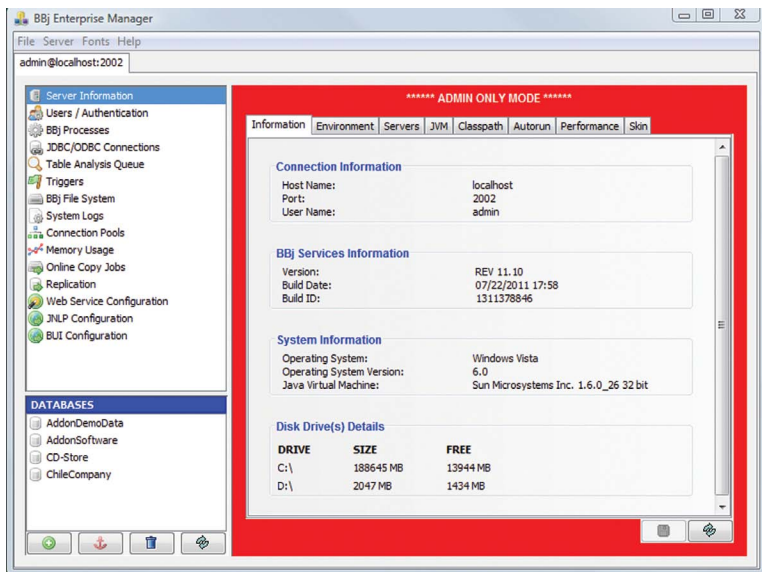 BBj Enterprise Manager
File Server Fonts Help
admin@localhost:2002
Server Information
Users / Authentication
BBj Processes
JDBC/ODBC Connections
Table Analysis Queue
Triggers
BBj File System
System Logs
Connection Pools
Memory Usage
Online Copy Jobs
Replication
Web Service Configuration
JNLP Configuration
BUI Configuration
DATABASES
AddonDemoData
AddonSoftware
CD-Store
ChileCompany
****** ADMIN ONLY MODE ******
Information Environment Servers JVM Classpath Autorun Performance Skin
Connection Information
Host Name: localhost
Port: 2002
User Name: admin
BBj Services Information
Version: REV 11.10
Build Date: 07/22/2011 17:58
Build ID: 1311378846
System Information
Operating System: Windows Vista
Operating System Version: 6.0
Java Virtual Machine: Sun Microsystems Inc. 1.6.0_26 32 bit
Disk Drive(s) Details
DRIVE SIZE FREE
C:\ 188645 MB 13944 MB
D:\ 2047 MB 1434 MB